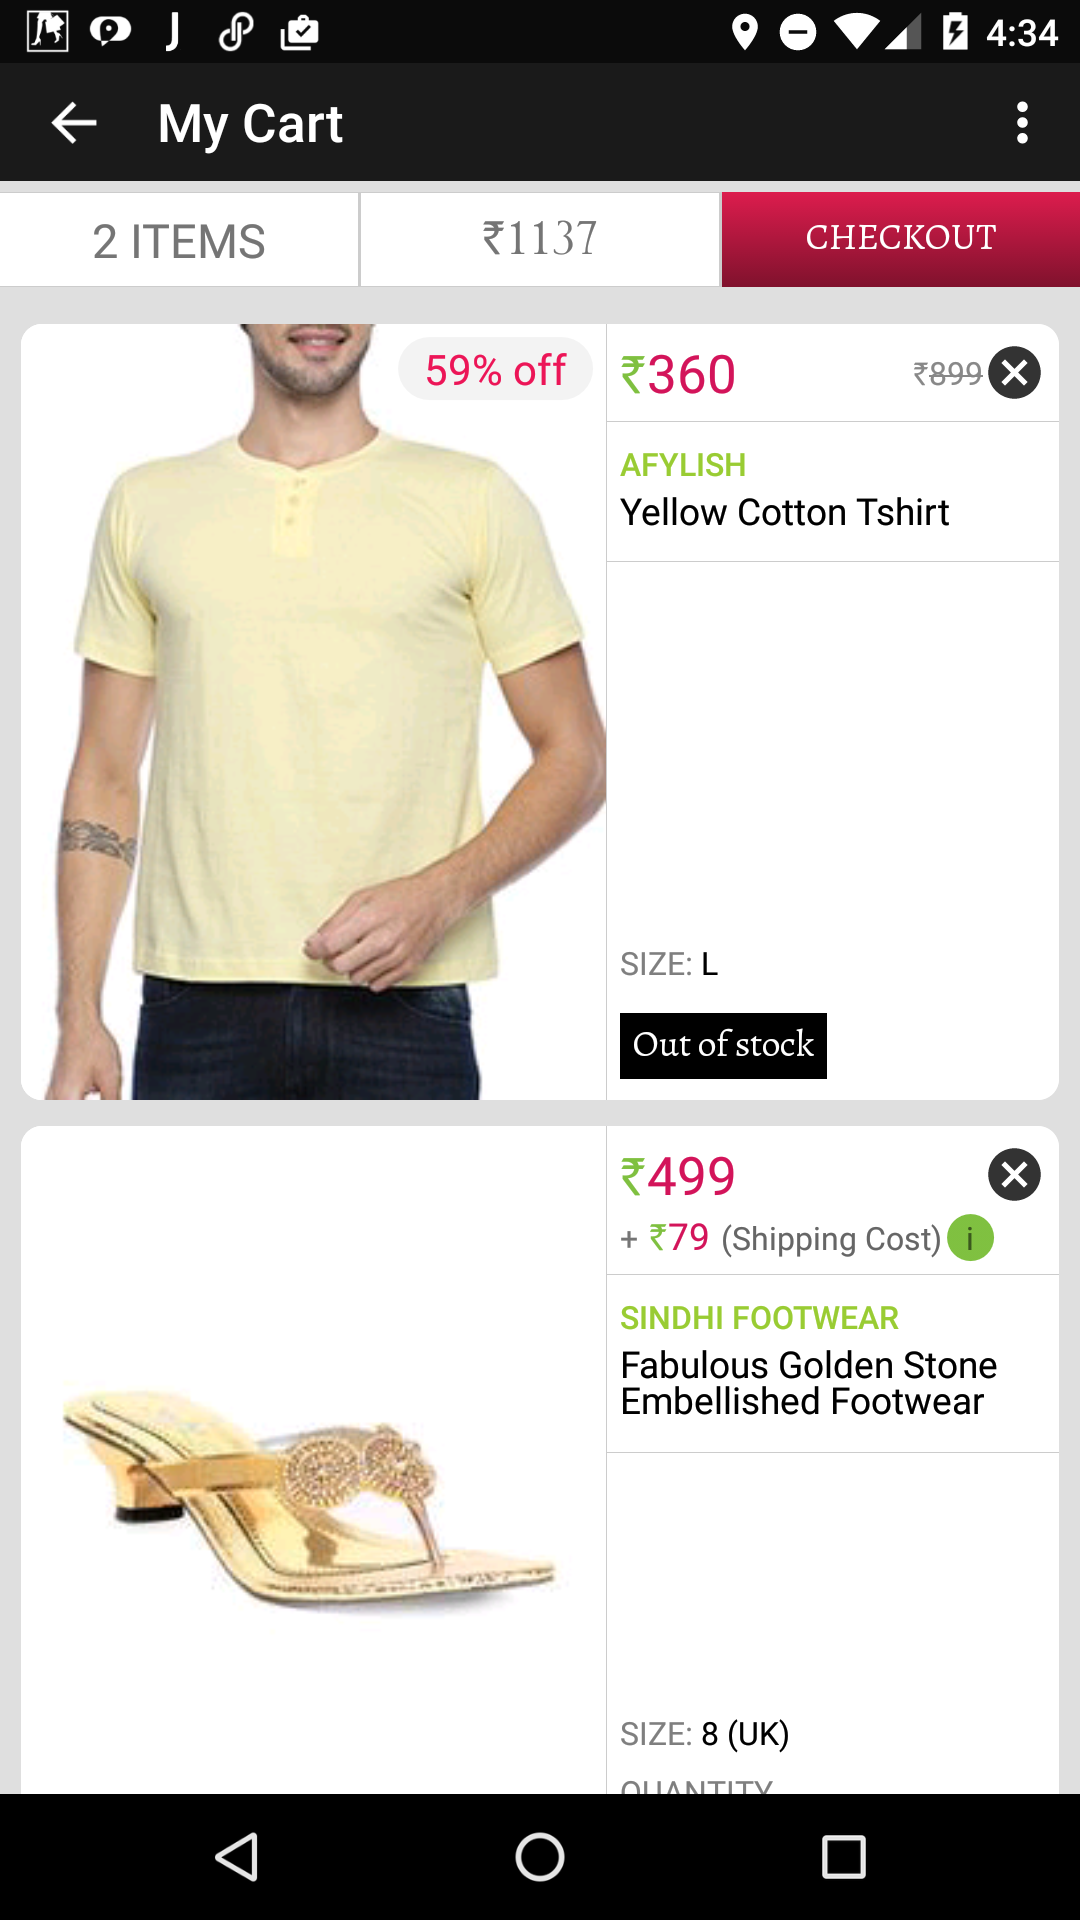 4:34
My Cart
2 ITEMS
₹1137
CHECKOUT
59% off
₹360
₹899
AFYLISH
Yellow Cotton Tshirt
SIZE: L
Out of stock
₹499
+ ₹79 (Shipping Cost) i
SINDHI FOOTWEAR
Fabulous Golden Stone
Embellished Footwear
SIZE: 8 (UK)
QUANTITY